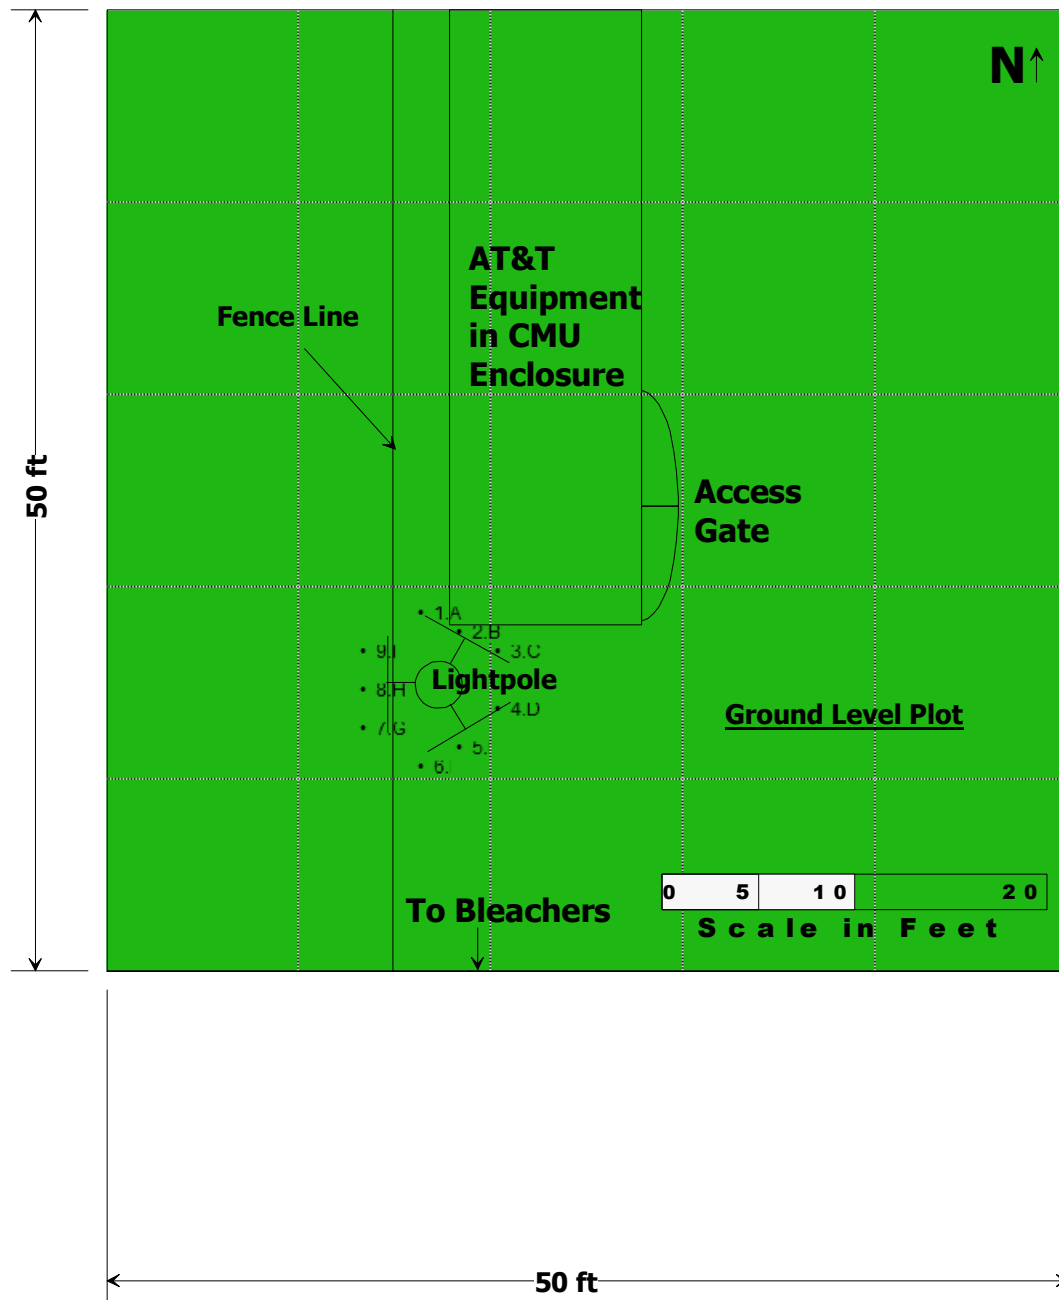 N↑
AT&T
Equipment
in CMU
Enclosure
Fence Line
50 ft
Access
Gate
1.A
2.B
9.I
3.C
Lightpole
8.H
4.D
Ground Level Plot
7.G
5.
6.
0 5 10 20
To Bleachers
Scale in Feet
50 ft